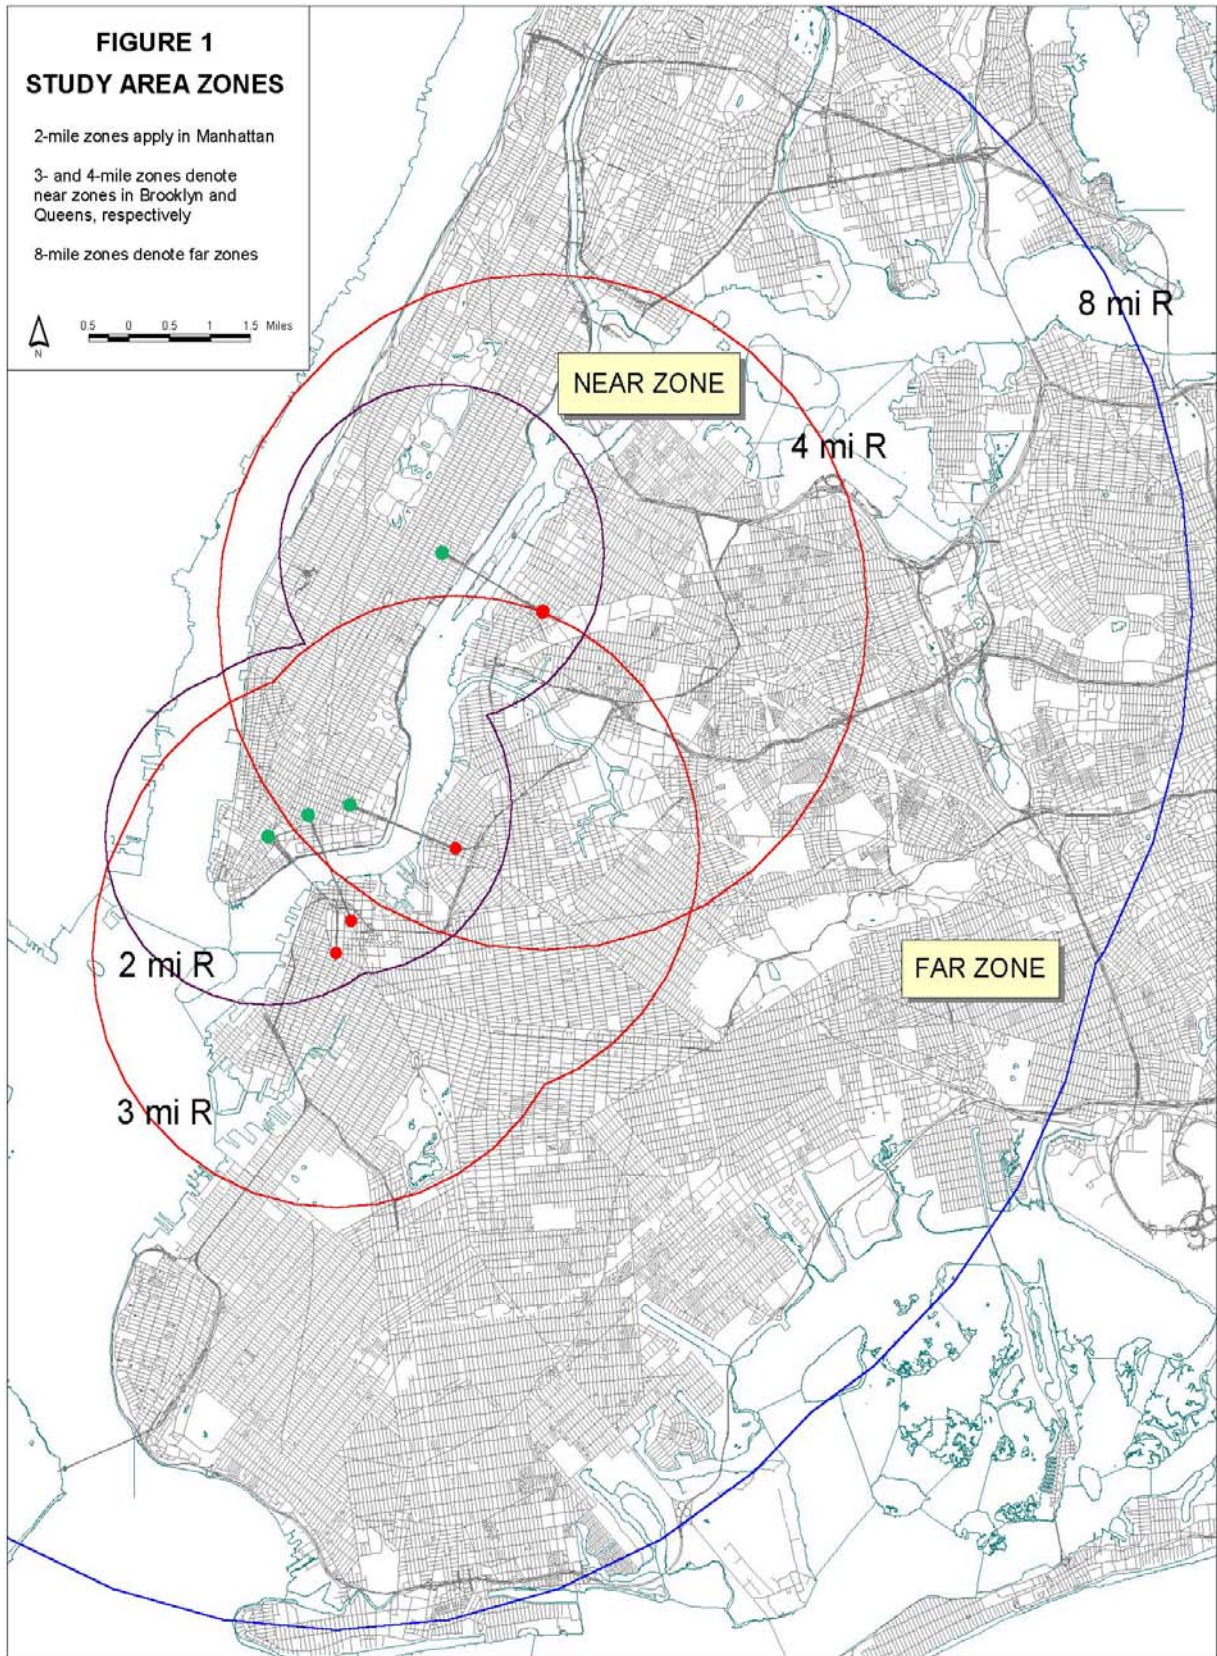 FIGURE 1
STUDY AREA ZONES
2-mile zones apply in Manhattan
3- and 4-mile zones denote
near zones in Brooklyn and
Queens, respectively
8-mile zones denote far zones
0.5 0 0.5 1 1.5 Miles
N
8 mi R
NEAR ZONE
4 mi R
FAR ZONE
2 mi R
3 mi R